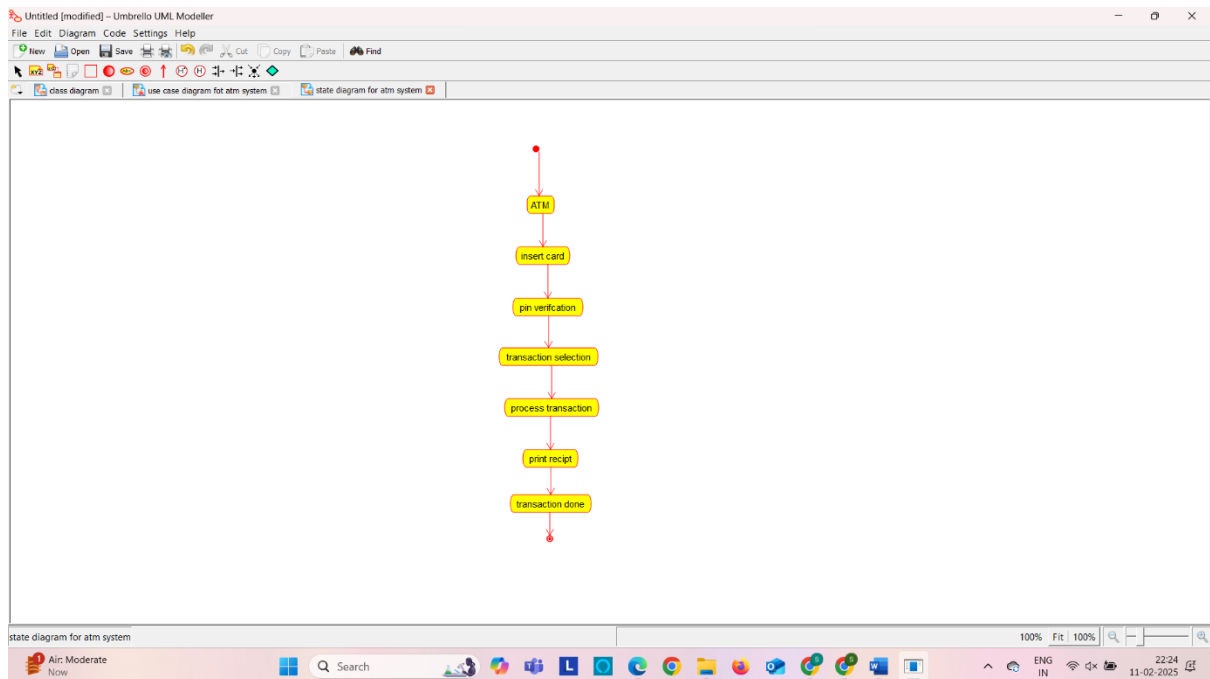 Untitled [modified] – Umbrello UML Modeller
File Edit Diagram Code Settings Help
New Open Save Cut Copy Paste Find
class diagram use case diagram fot atm system state diagram for atm system
ATM
insert card
pin verifcation
transaction selection
process transaction
print recipt
transaction done
state diagram for atm system 100% Fit 100%
Air: Moderate
Now
Search
ENG
IN
22:24
11-02-2025